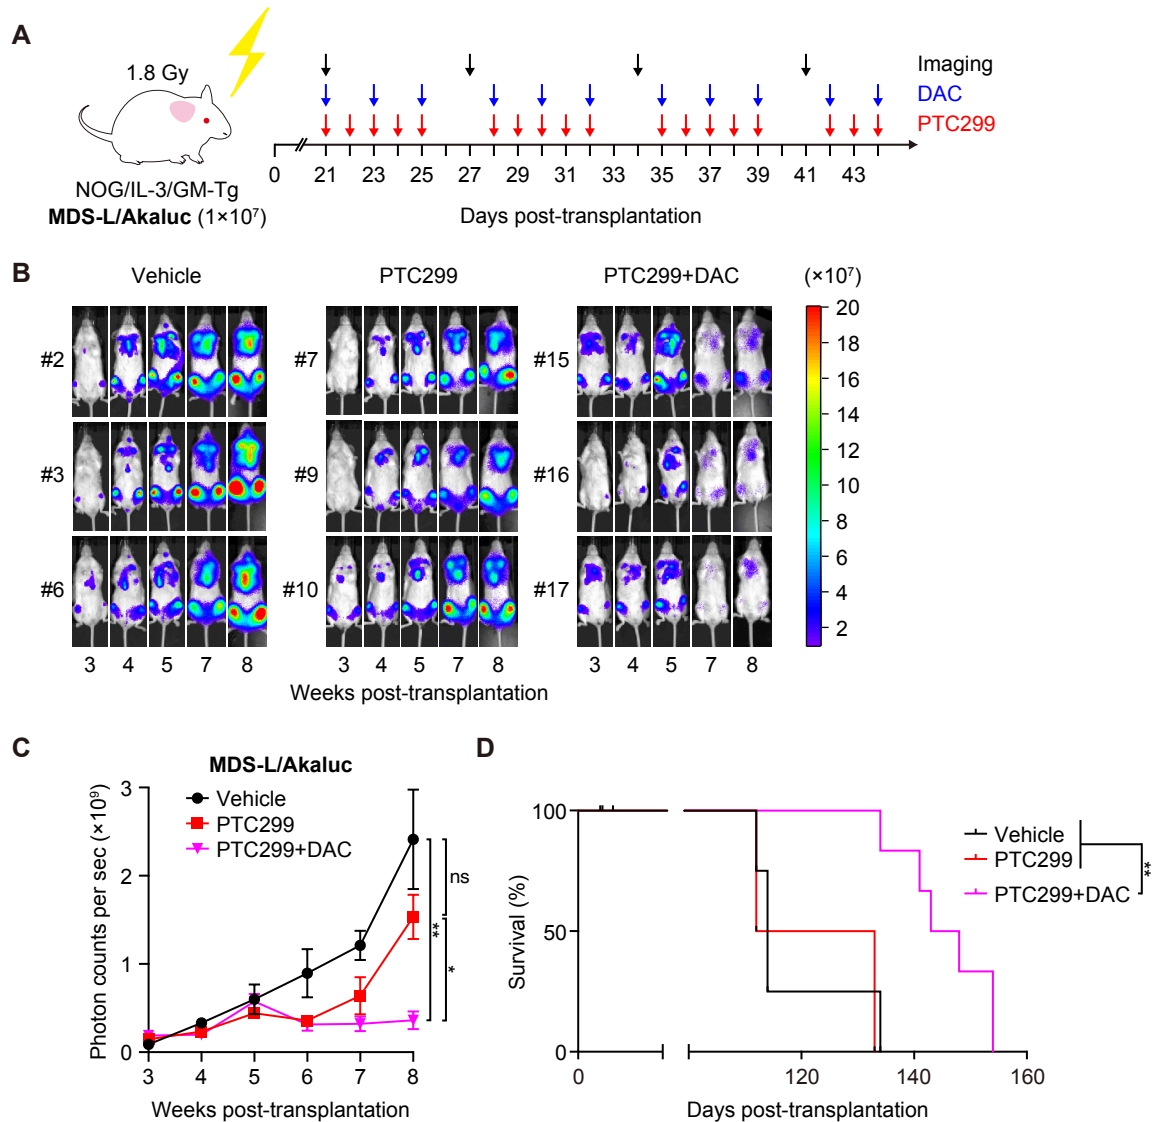 A
1.8 Gy
Imaging
DAC
PTC299
0 21 23 25 27 29 31 33 35 37 39 41 43
NOG/IL-3/GM-Tg
MDS-L/Akaluc (1×10⁷)
Days post-transplantation
B
Vehicle PTC299 PTC299+DAC (×10⁷)
#2 #7 #15
#3 #9 #16
#6 #10 #17
20
18
16
14
12
10
8
6
4
2
3 4 5 7 8 3 4 5 7 8 3 4 5 7 8
Weeks post-transplantation
C
MDS-L/Akaluc
Photon counts per sec (×10⁹)
3
2
1
0
Vehicle
PTC299
PTC299+DAC
ns
**
*
3 4 5 6 7 8
Weeks post-transplantation
D
Survival (%)
100
50
0
Vehicle
PTC299
PTC299+DAC
**
0 120 140 160
Days post-transplantation